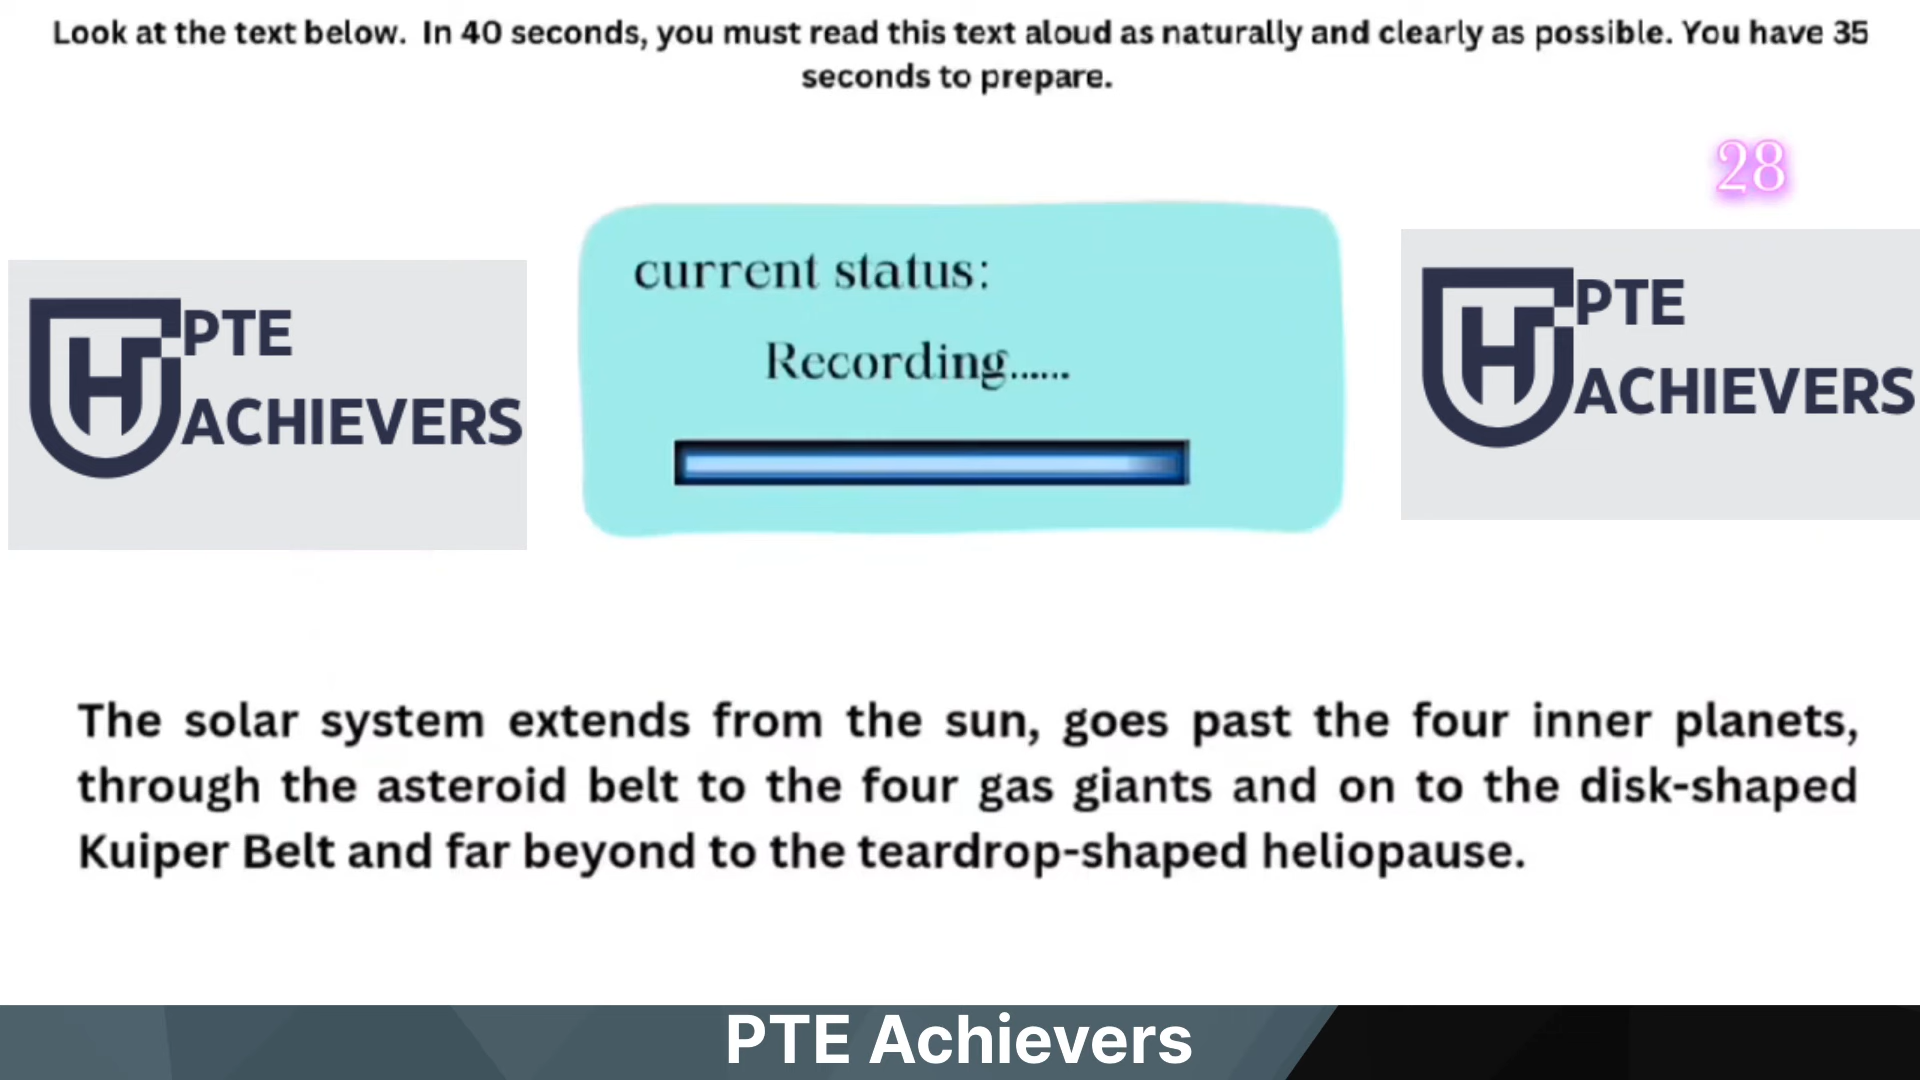 Look at the text below.  In 40 seconds, you must read this text aloud as naturally and clearly as possible. You have 35
seconds to prepare.
28
current status:
Recording......
PTE
ACHIEVERS
PTE
ACHIEVERS
The solar system extends from the sun, goes past the four inner planets,
through the asteroid belt to the four gas giants and on to the disk-shaped
Kuiper Belt and far beyond to the teardrop-shaped heliopause.
PTE Achievers